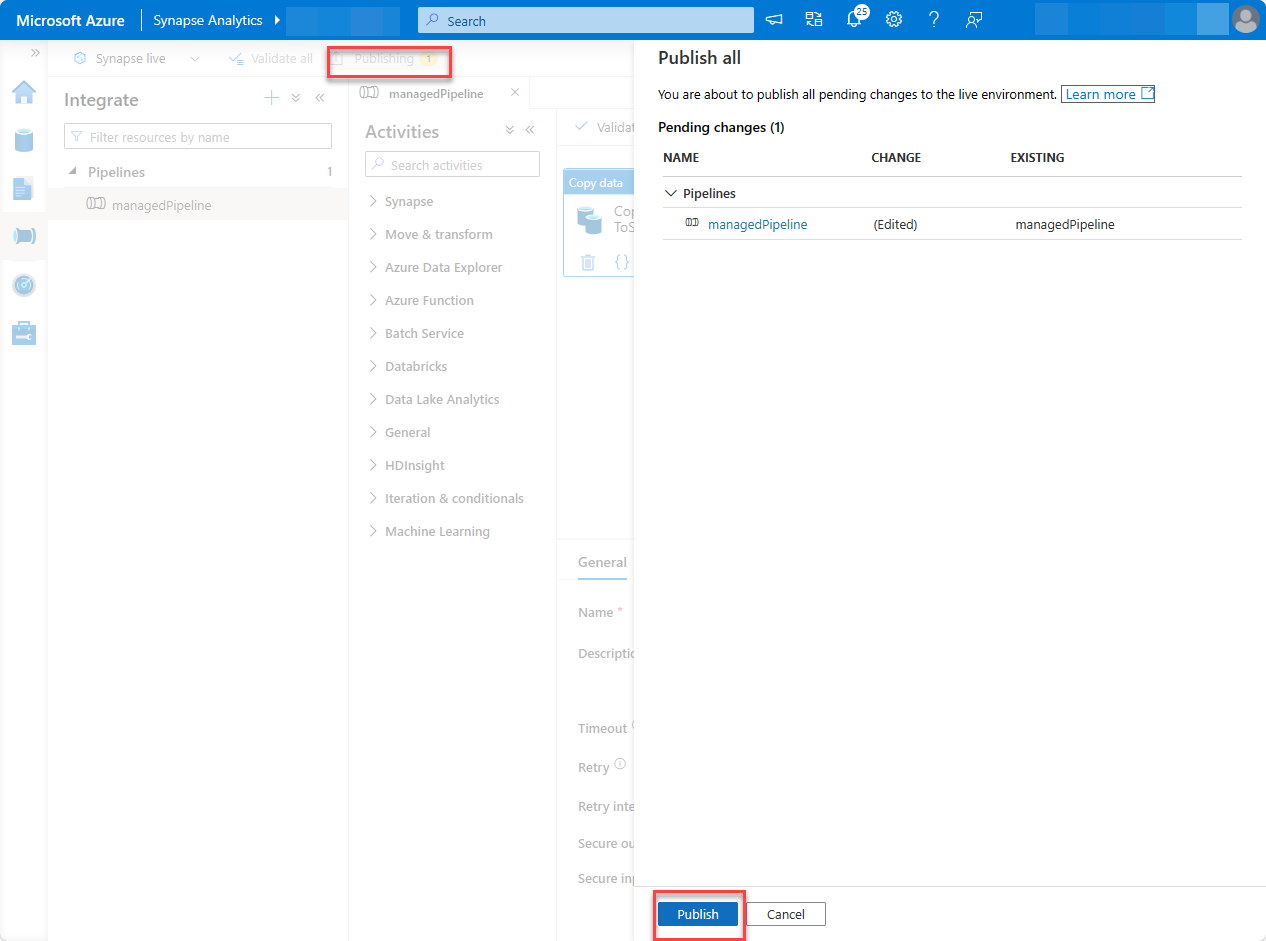 Microsoft Azure
Synapse Analytics
Search
25
Synapse live
Validate all
Publishing 1
Integrate
Filter resources by name
Pipelines 1
managedPipeline
managedPipeline
Activities
Search activities
Synapse
Move & transform
Azure Data Explorer
Azure Function
Batch Service
Databricks
Data Lake Analytics
General
HDInsight
Iteration & conditionals
Machine Learning
Validat
Copy data
Cop
ToS
{}
General
Name *
Descriptio
Timeout
Retry
Retry inte
Secure ou
Secure inp
Publish all
You are about to publish all pending changes to the live environment. Learn more
Pending changes (1)
NAME CHANGE EXISTING
Pipelines
managedPipeline (Edited) managedPipeline
Publish Cancel